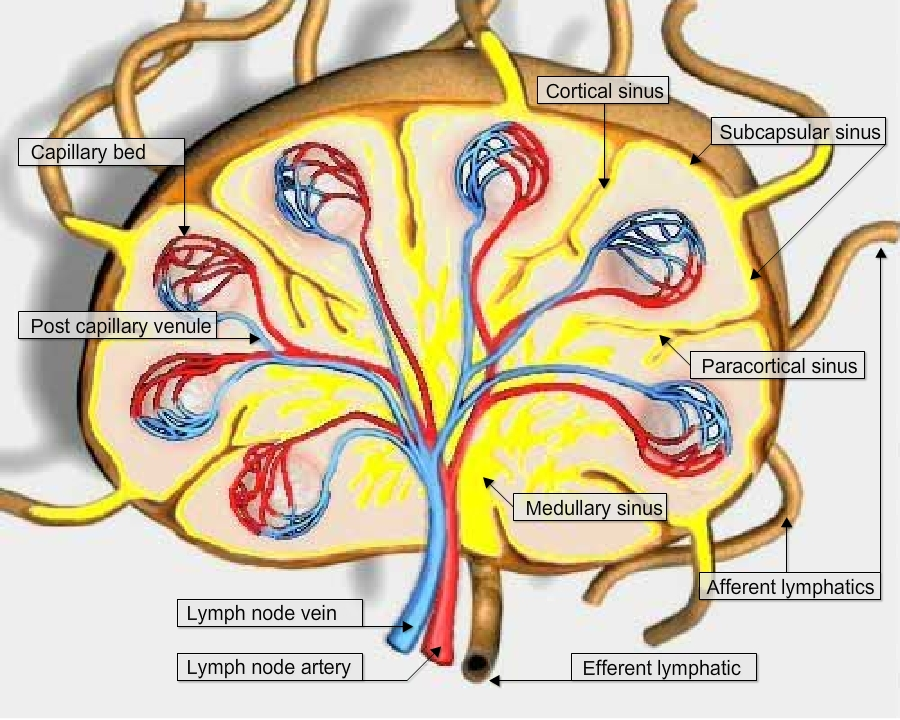 Cortical sinus
Subcapsular sinus
Capillary bed
Post capillary venule
Paracortical sinus
Medullary sinus
Afferent lymphatics
Lymph node vein
Lymph node artery
Efferent lymphatic